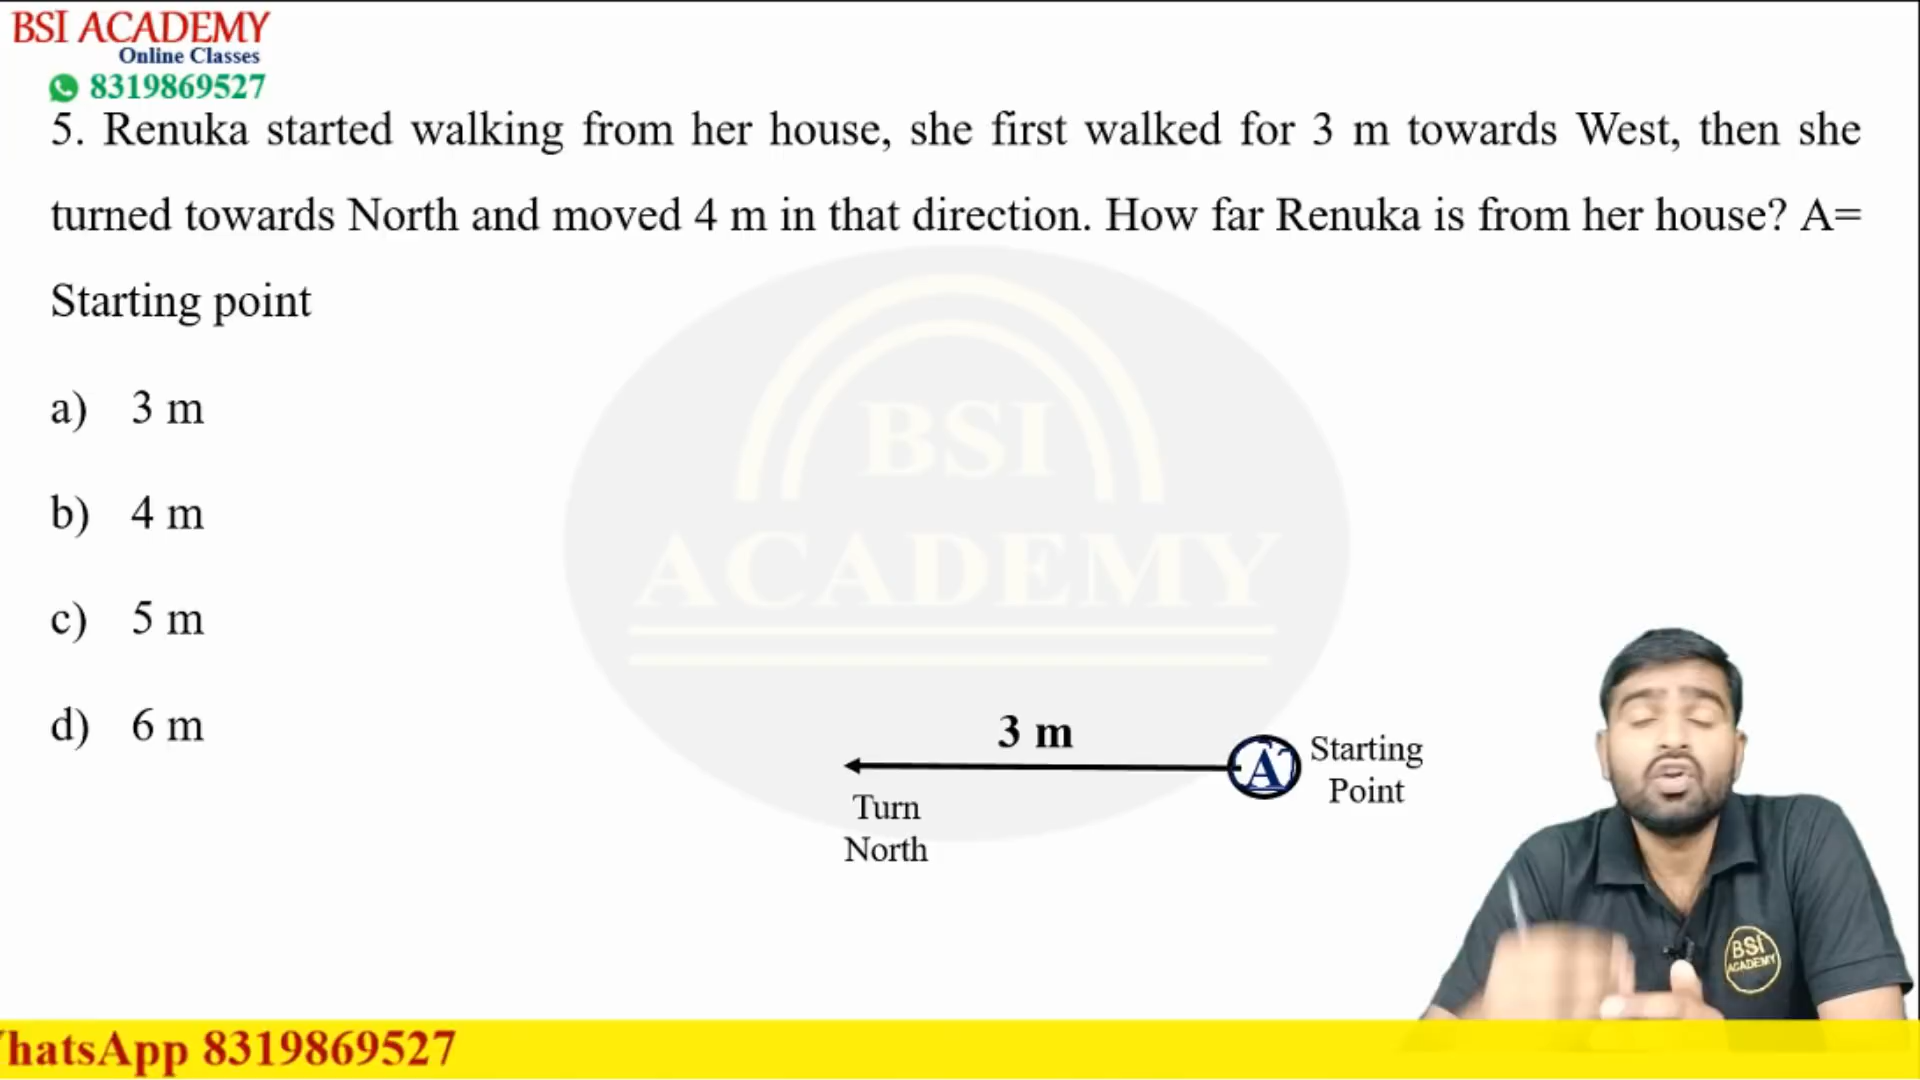 BSI ACADEMY
Online Classes
8319869527
5. Renuka started walking from her house, she first walked for 3 m towards West, then she
turned towards North and moved 4 m in that direction. How far Renuka is from her house? A=
Starting point
a) 3 m
b) 4 m
c) 5 m
d) 6 m
BSI
ACADEMY
3 m
A
Starting
Point
Turn
North
BSI
ACADEMY
hatsApp 8319869527